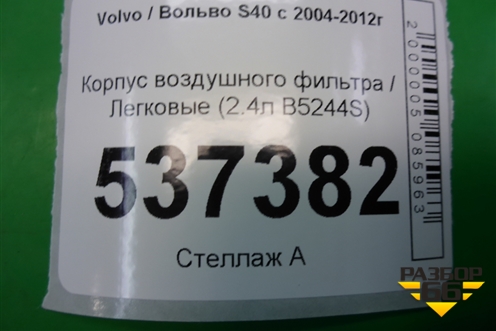 Volvo / Вольво S40 с 2004-2012г
Корпус воздушного фильтра /
Легковые (2.4л B5244S)
537382
Стеллаж А
2000005085963
РАЗБОР
66